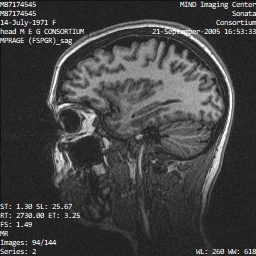 M87174545
M87174545
14-July-1971 F
head M E G CONSORTIUM
MPRAGE (FSPGR)_sag
MIND Imaging Center
Sonata
Consortium
21-September-2005 16:53:33
ST: 1.30 SL: 25.67
RT: 2730.00 ET: 3.25
FS: 1.49
MR
Images: 94/144
Series: 2
WL: 260 WW: 618